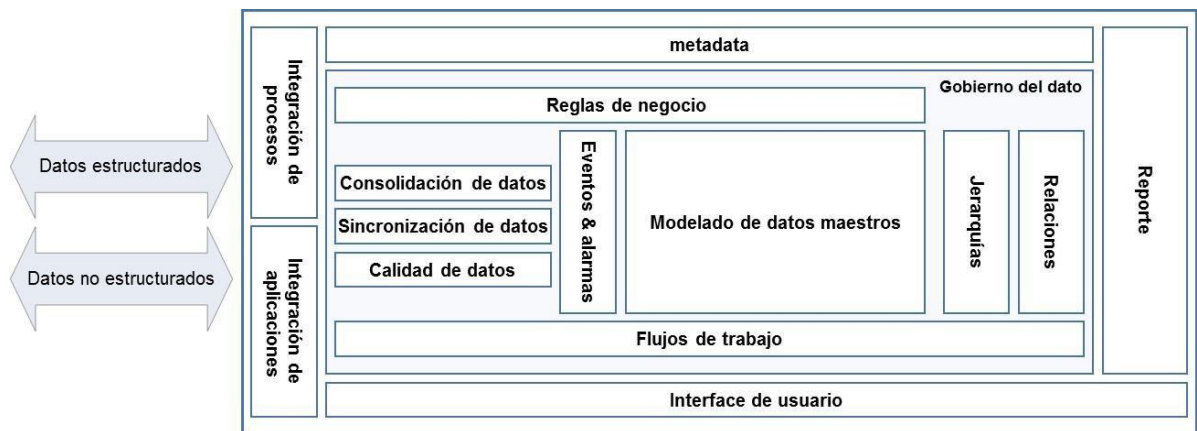 Datos estructurados
Datos no estructurados
Integración de
procesos
Integración de
aplicaciones
metadata
Gobierno del dato
Reglas de negocio
Consolidación de datos
Sincronización de datos
Calidad de datos
Eventos & alarmas
Modelado de datos maestros
Jerarquías
Relaciones
Flujos de trabajo
Interface de usuario
Reporte